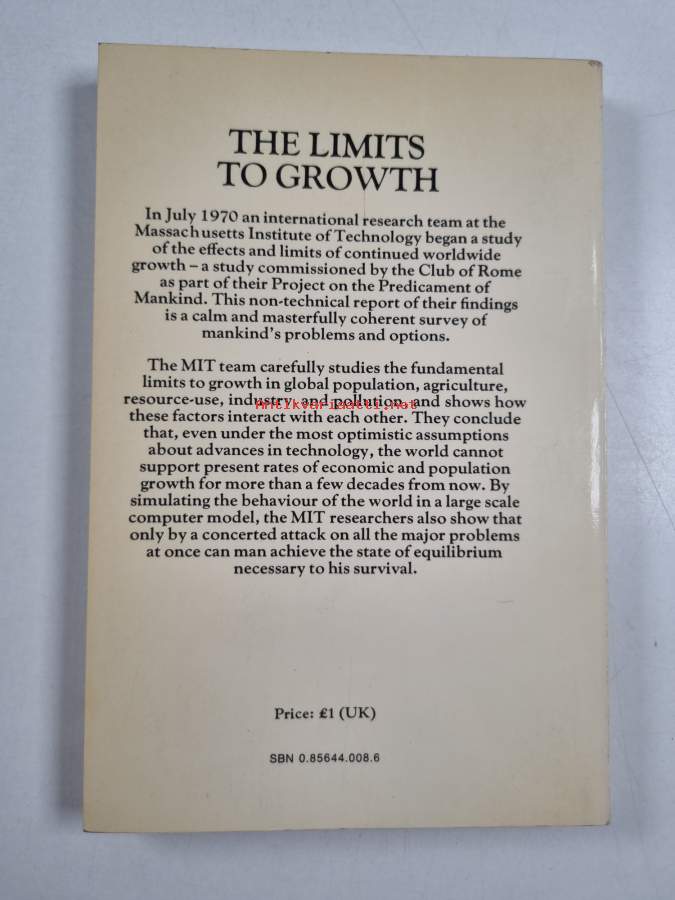 THE LIMITS
TO GROWTH
In July 1970 an international research team at the
Massachusetts Institute of Technology began a study
of the effects and limits of continued worldwide
growth – a study commissioned by the Club of Rome
as part of their Project on the Predicament of
Mankind. This non-technical report of their findings
is a calm and masterfully coherent survey of
mankind's problems and options.
The MIT team carefully studies the fundamental
limits to growth in global population, agriculture,
resource-use, industry, and pollution, and shows how
Antikvariaatti.net
these factors interact with each other. They conclude
that, even under the most optimistic assumptions
about advances in technology, the world cannot
support present rates of economic and population
growth for more than a few decades from now. By
simulating the behaviour of the world in a large scale
computer model, the MIT researchers also show that
only by a concerted attack on all the major problems
at once can man achieve the state of equilibrium
necessary to his survival.
Price: £1 (UK)
SBN 0.85644.008.6